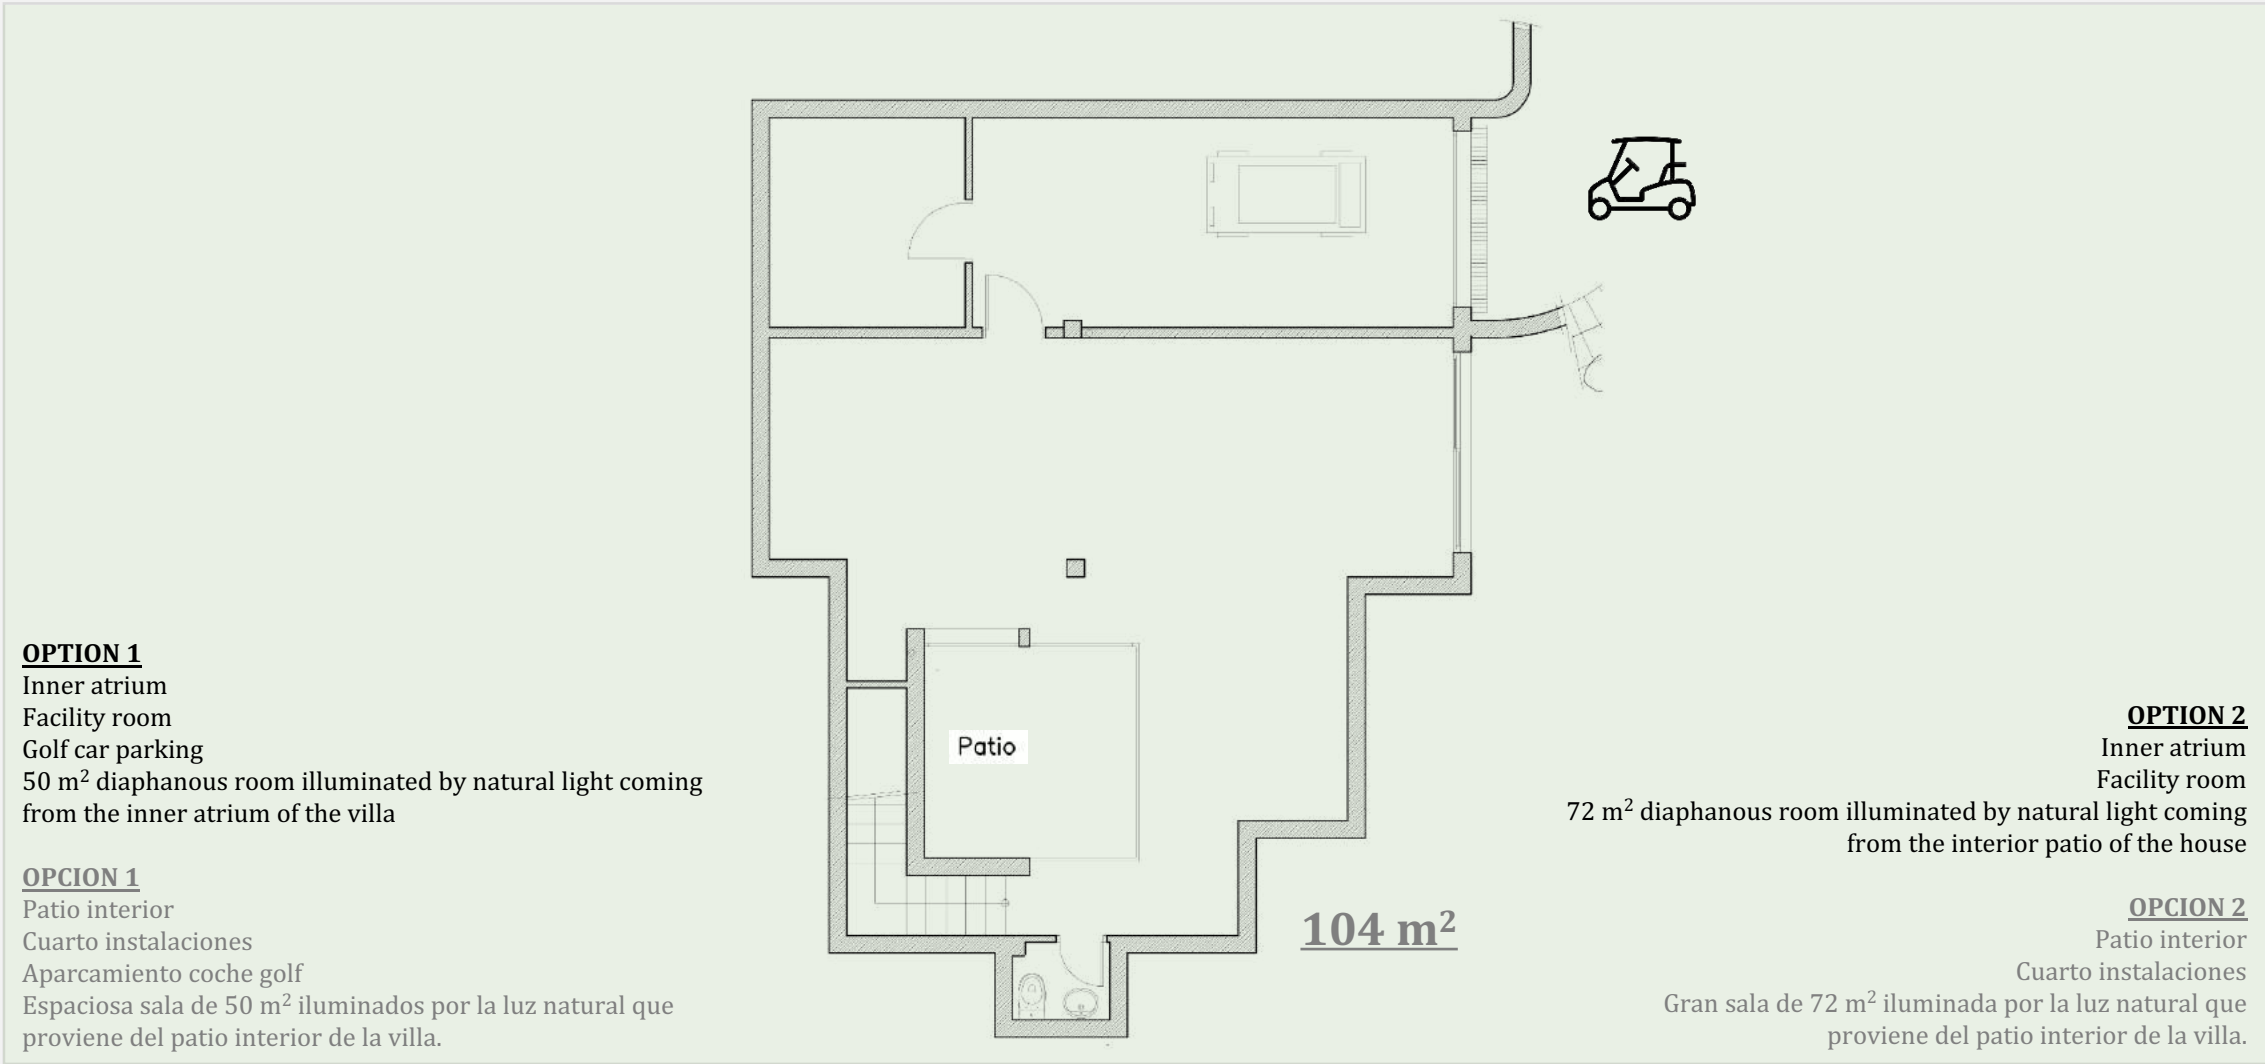 OPTION 1
Inner atrium
Facility room
Golf car parking
50 m² diaphanous room illuminated by natural light coming
from the inner atrium of the villa
OPCION 1
Patio interior
Cuarto instalaciones
Aparcamiento coche golf
Espaciosa sala de 50 m² iluminados por la luz natural que
proviene del patio interior de la villa.
Patio
104 m²
OPTION 2
Inner atrium
Facility room
72 m² diaphanous room illuminated by natural light coming
from the interior patio of the house
OPCION 2
Patio interior
Cuarto instalaciones
Gran sala de 72 m² iluminada por la luz natural que
proviene del patio interior de la villa.